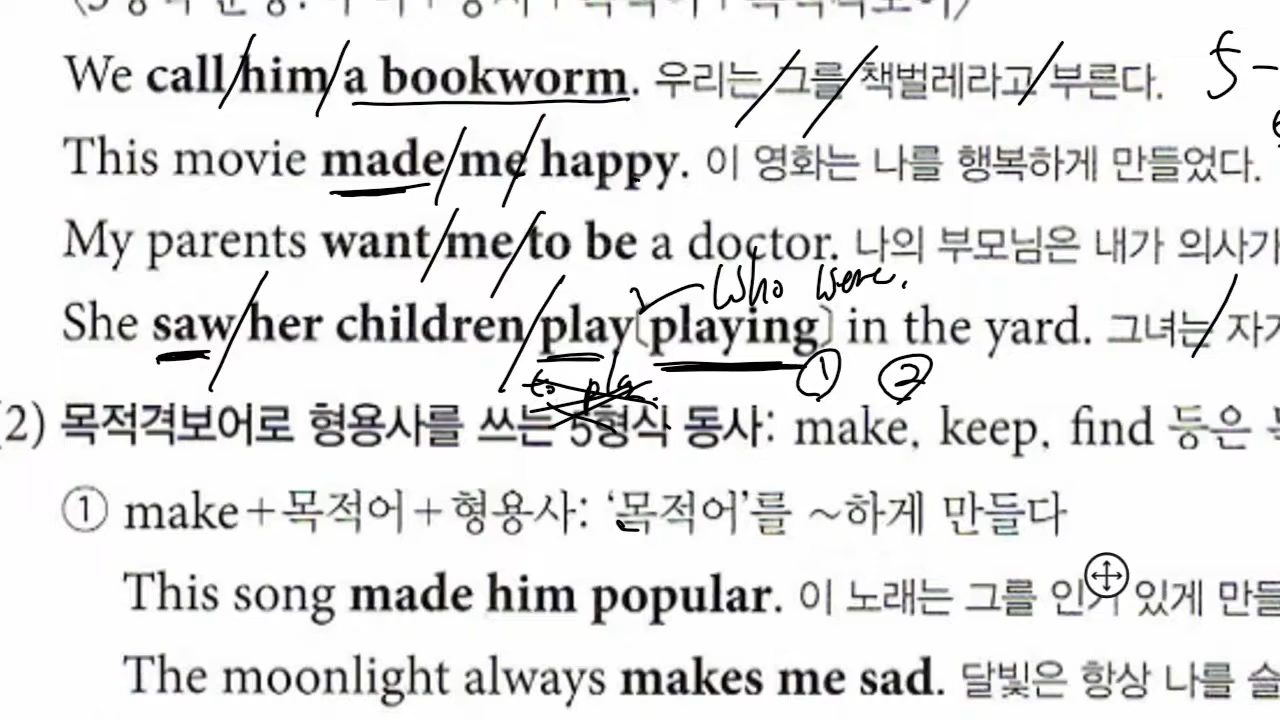 We call him a bookworm. 우리는 그를 책벌레라고 부른다. 5-
This movie made me happy. 이 영화는 나를 행복하게 만들었다.
My parents want me to be a doctor. 나의 부모님은 내가 의사가
who were.
She saw her children play[playing] in the yard. 그녀는 자기
① ②
(2) 목적격보어로 형용사를 쓰는 5형식 동사: make, keep, find 등은
① make+목적어+형용사: ‘목적어’를 ~하게 만들다
This song made him popular. 이 노래는 그를 인기 있게 만들
The moonlight always makes me sad. 달빛은 항상 나를 슬